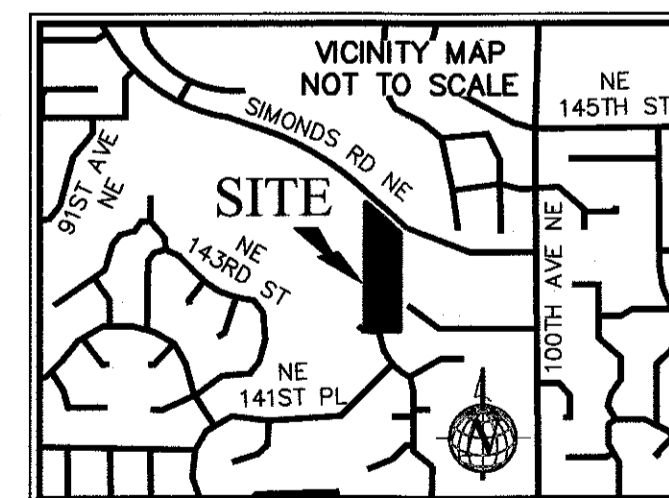 VICINITY MAP
NOT TO SCALE
NE
145TH ST
SIMONDS RD NE
91ST AVE
NE
SITE
NE
143RD ST
100TH AVE NE
NE
141ST PL
N